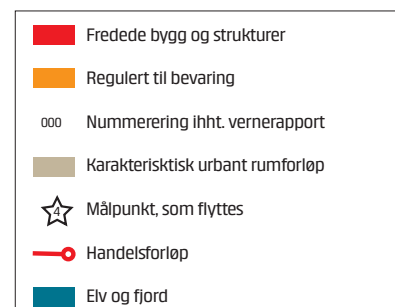 Fredede bygg og strukturer
Regulert til bevaring
000 Nummerering ihht. vernerapport
Karakterisktisk urbant rumforløp
4 Målpunkt, som flyttes
Handelsforløp
Elv og fjord